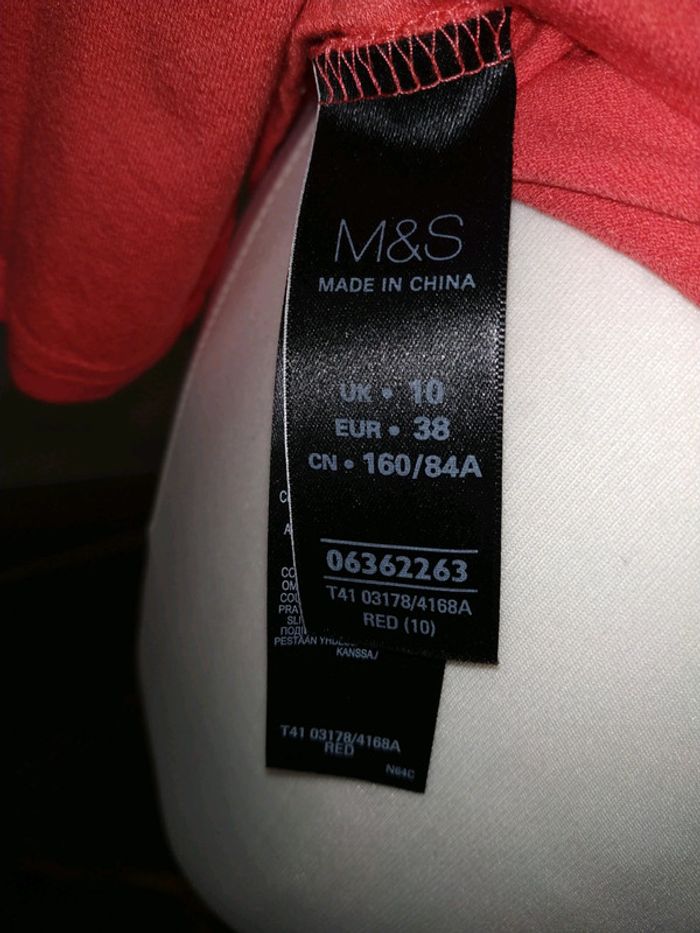 M&S
MADE IN CHINA
UK • 10
EUR • 38
CN • 160/84A
06362263
T41 03178/4168A
RED (10)
PESTÄÄN
KANSSA/
T41 03178/4168A
RED
N64C